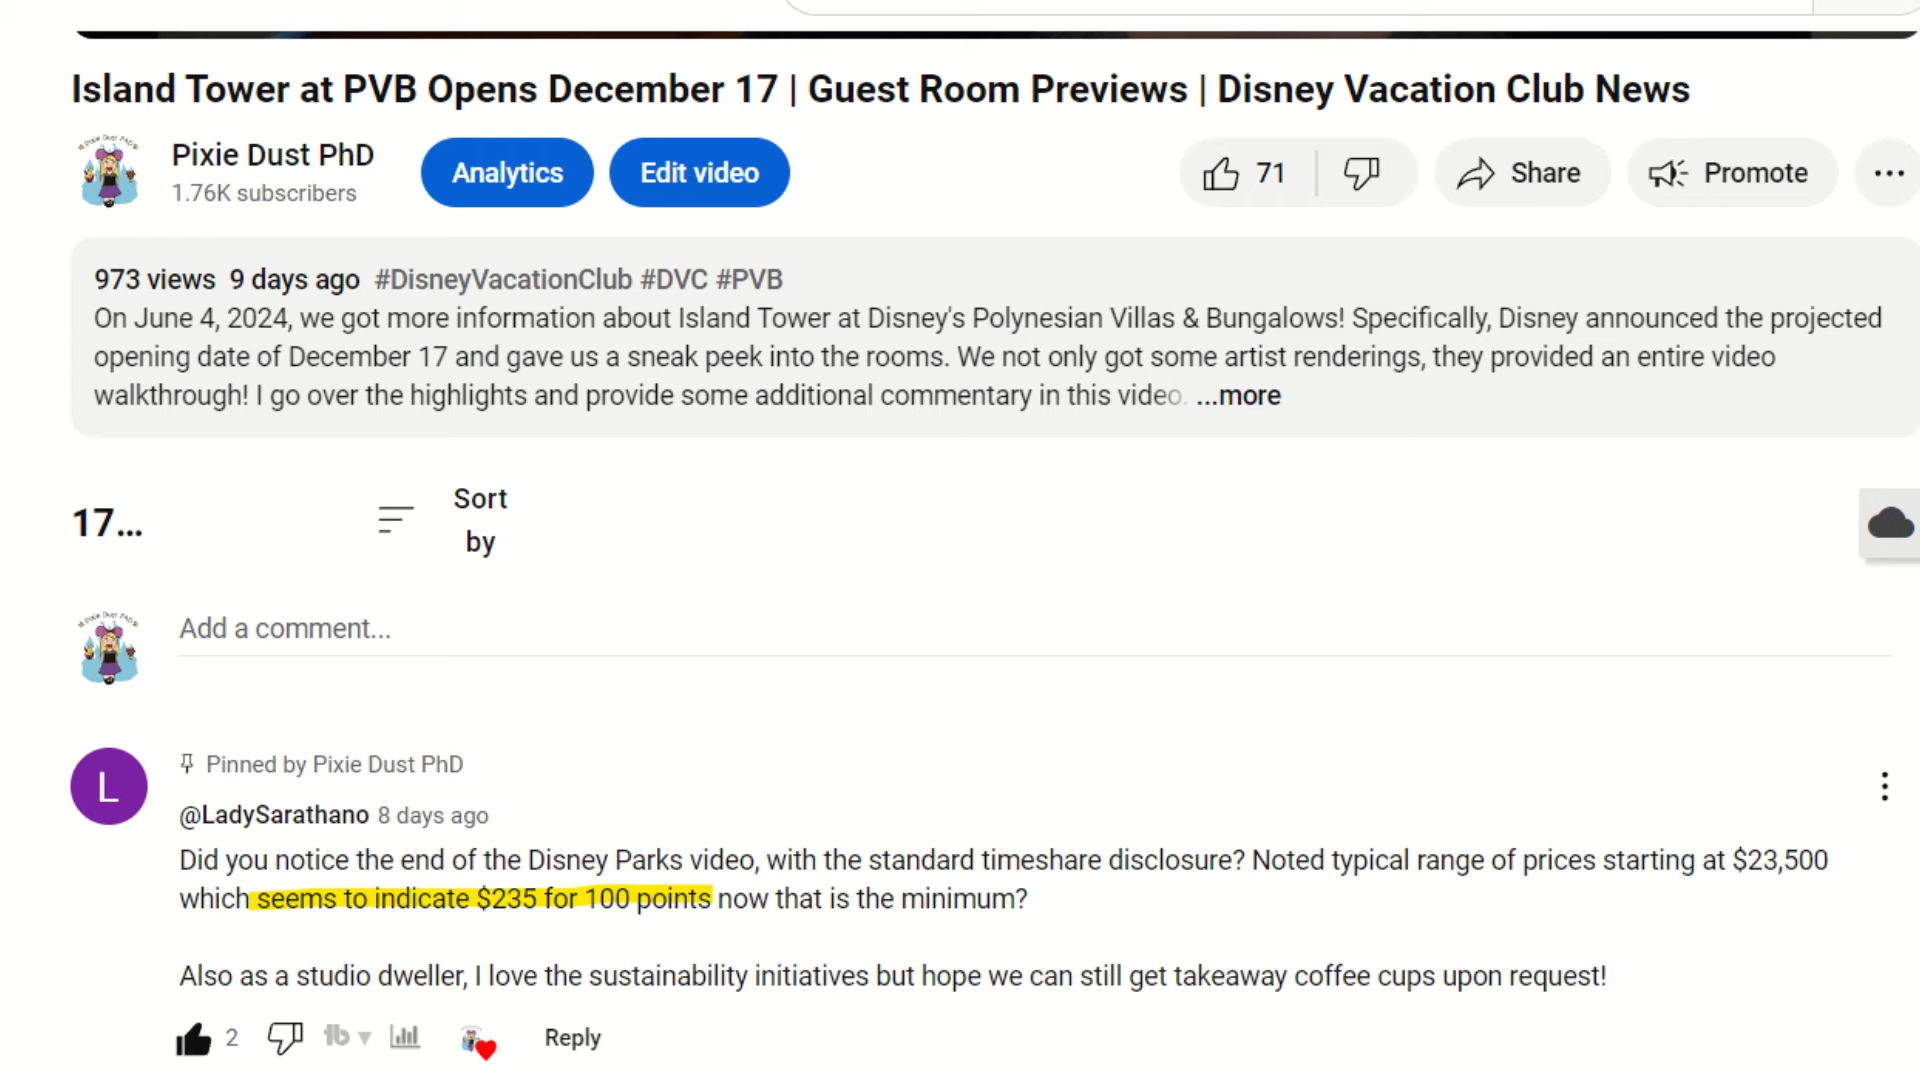 Island Tower at PVB Opens December 17 | Guest Room Previews | Disney Vacation Club News
Pixie Dust PhD
1.76K subscribers
Analytics
Edit video
71
Share
Promote
973 views 9 days ago #DisneyVacationClub #DVC #PVB
On June 4, 2024, we got more information about Island Tower at Disney's Polynesian Villas & Bungalows! Specifically, Disney announced the projected
opening date of December 17 and gave us a sneak peek into the rooms. We not only got some artist renderings, they provided an entire video
walkthrough! I go over the highlights and provide some additional commentary in this video. ...more
17...
Sort
by
Add a comment...
L
Pinned by Pixie Dust PhD
@LadySarathano 8 days ago
Did you notice the end of the Disney Parks video, with the standard timeshare disclosure? Noted typical range of prices starting at $23,500
which seems to indicate $235 for 100 points now that is the minimum?
Also as a studio dweller, I love the sustainability initiatives but hope we can still get takeaway coffee cups upon request!
2
tb
Reply